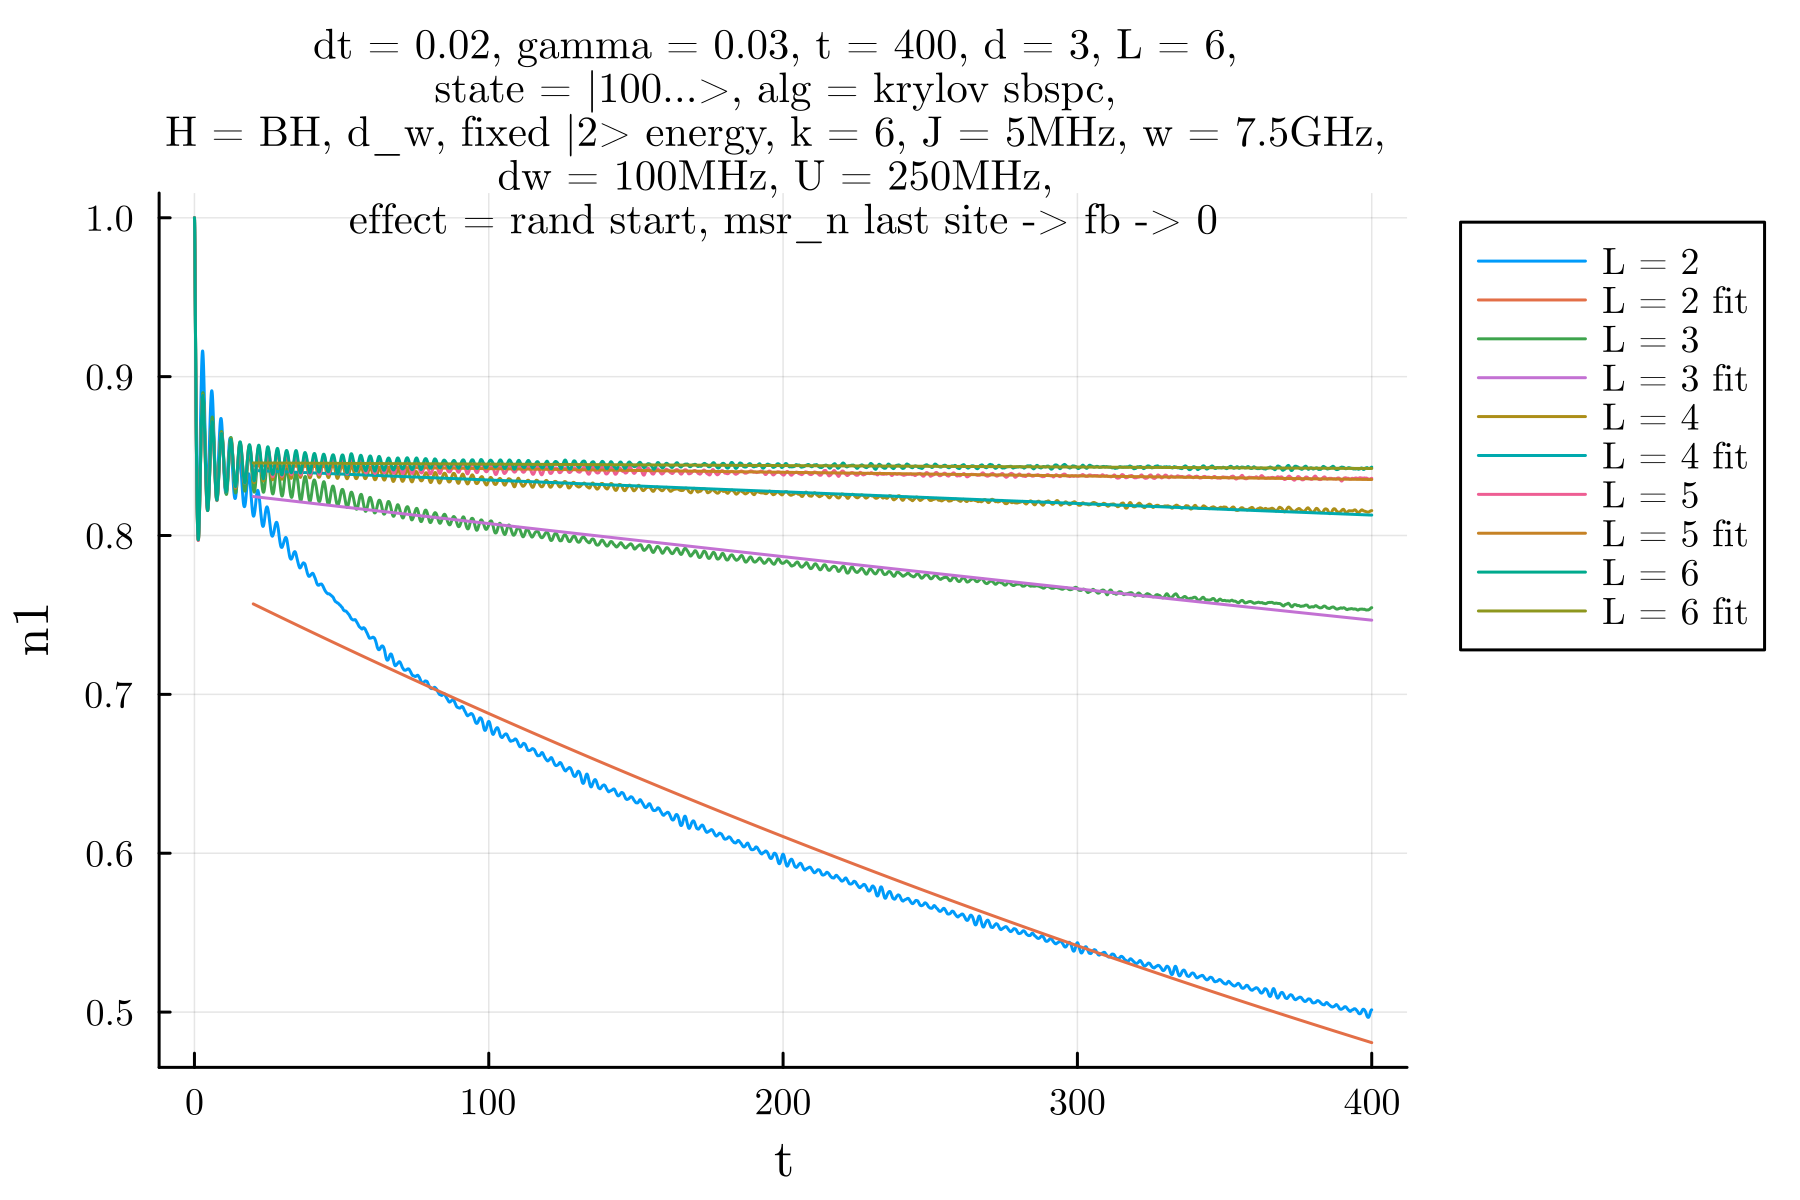 dt = 0.02, gamma = 0.03, t = 400, d = 3, L = 6,
state = |100...>, alg = krylov sbspc,
H = BH, d_w, fixed |2> energy, k = 6, J = 5MHz, w = 7.5GHz,
dw = 100MHz, U = 250MHz,
effect = rand start, msr_n last site -> fb -> 0
1.0
0.9
0.8
0.7
0.6
0.5
n1
0 100 200 300 400
t
L = 2
L = 2 fit
L = 3
L = 3 fit
L = 4
L = 4 fit
L = 5
L = 5 fit
L = 6
L = 6 fit